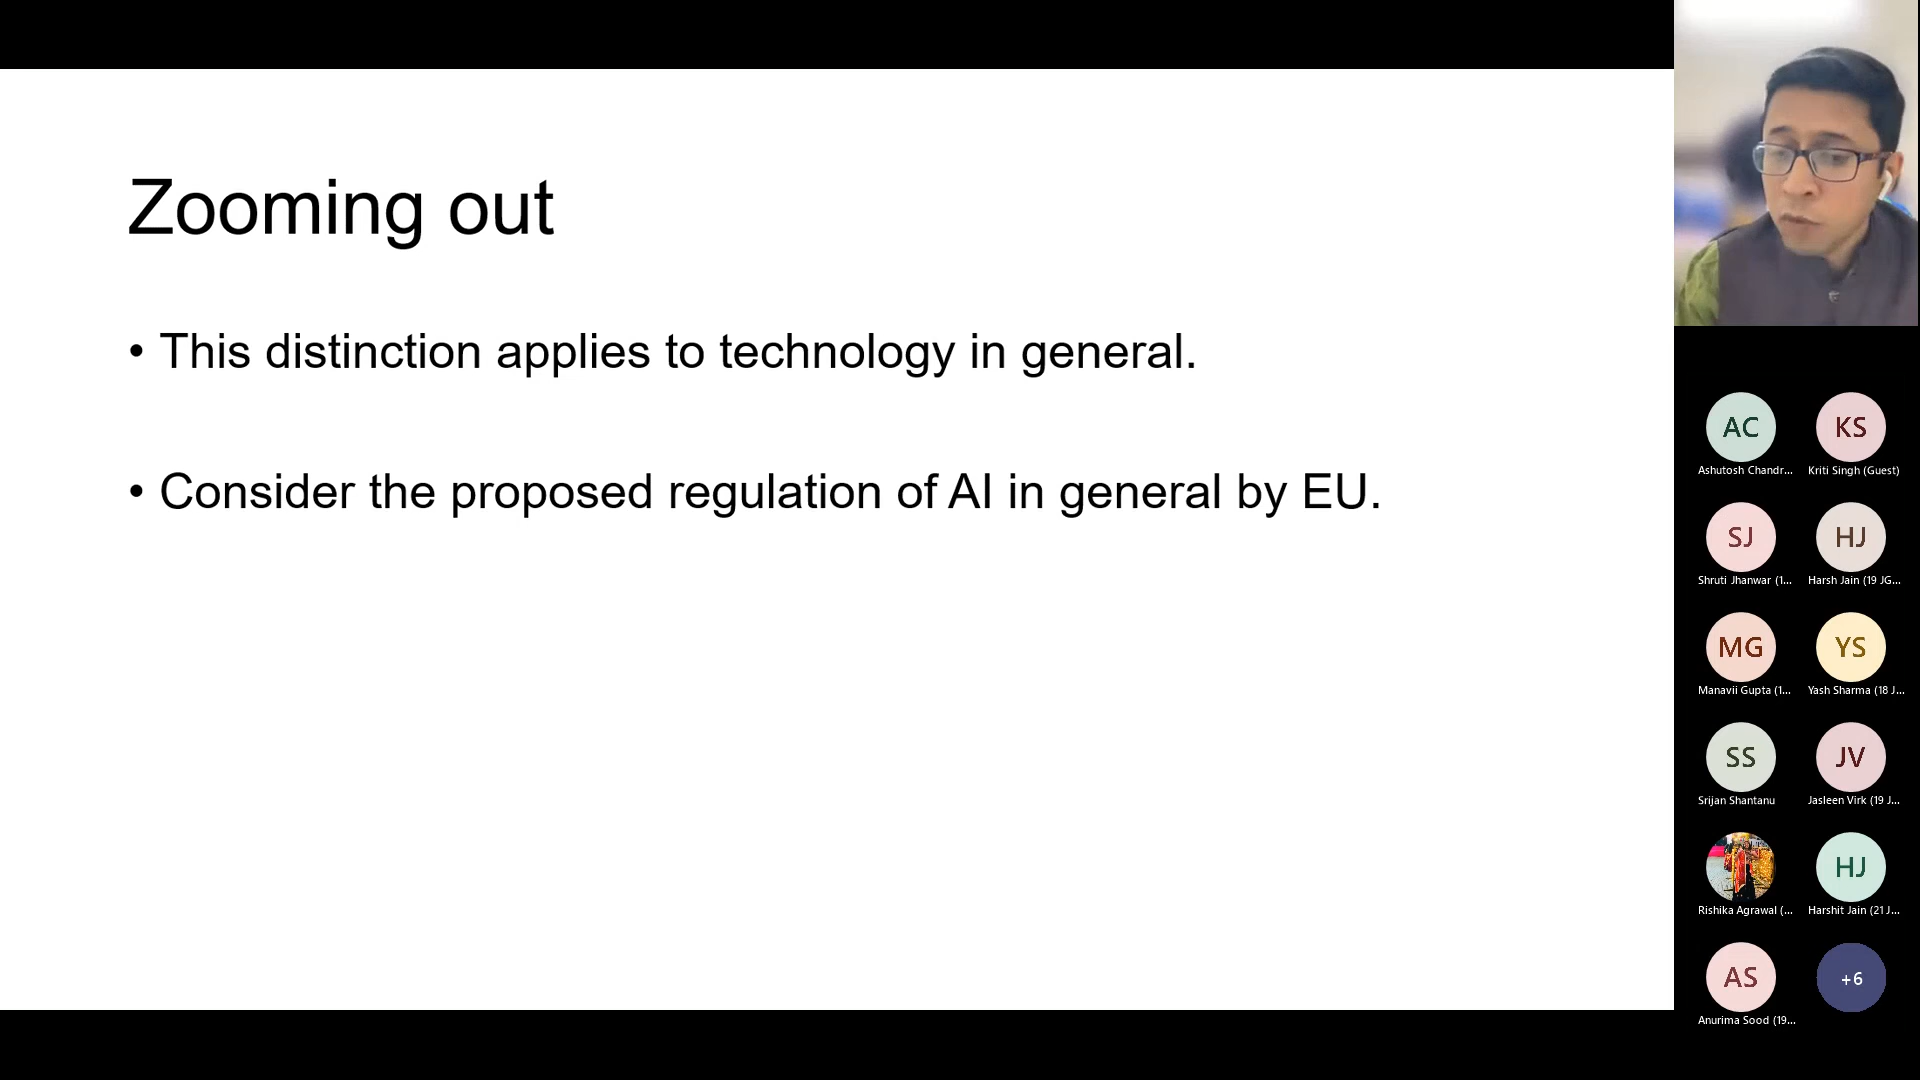 Zooming out
• This distinction applies to technology in general.
• Consider the proposed regulation of AI in general by EU.
AC
KS
Ashutosh Chandr...
Kriti Singh (Guest)
SJ
HJ
Shruti Jhanwar (1...
Harsh Jain (19 JG...
MG
YS
Manavii Gupta (1...
Yash Sharma (18 J...
SS
JV
Srijan Shantanu
Jasleen Virk (19 J...
HJ
Rishika Agrawal (...
Harshit Jain (21 J...
AS
+6
Anurima Sood (19...